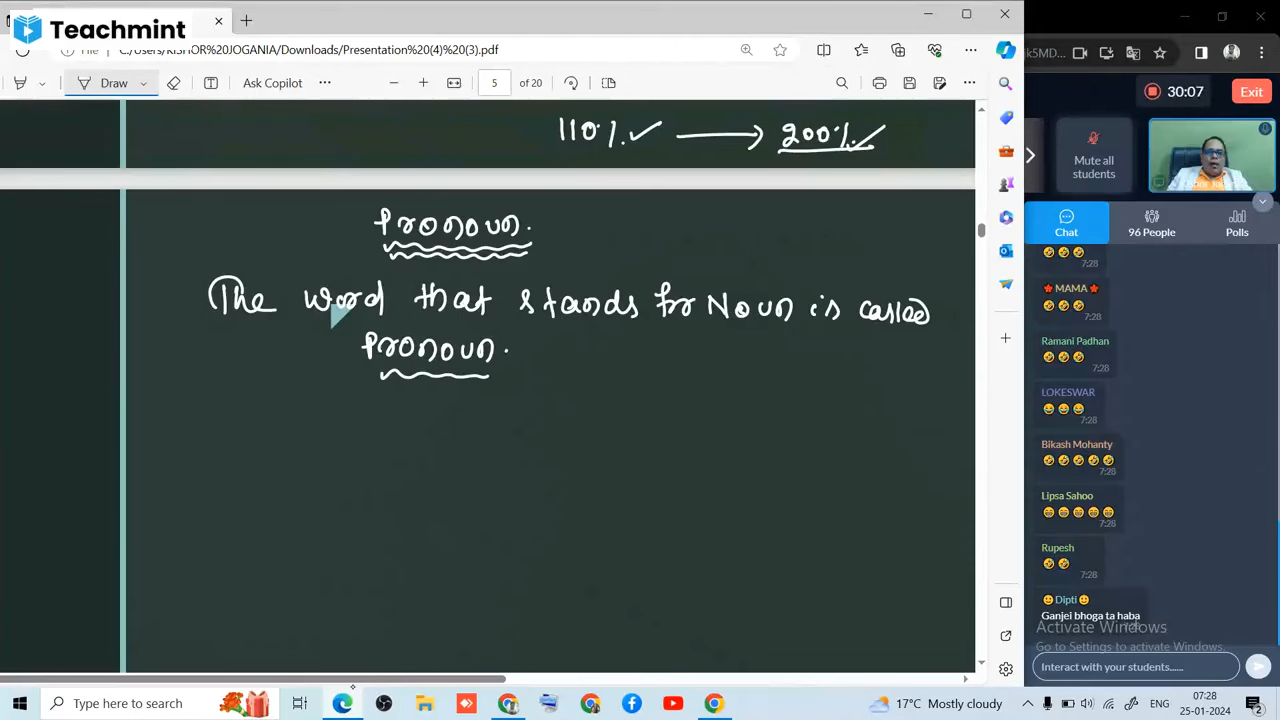 Teachmint
File
C:/Users/KISHOR%20JOGANIA/Downloads/Presentation%20(4)%20(3).pdf
Draw
Ask Copilot
5 of 20
110% ✓ → 200% ✓
Pronoun.
The word that stands for Noun is called
Pronoun.
30:07
Exit
Mute all
students
Chat
96 People
Polls
7:28
MAMA
7:28
Ramani Padhan
7:28
LOKESWAR
7:28
Bikash Mohanty
7:28
Lipsa Sahoo
7:28
Rupesh
7:28
Dipti
Ganjei bhoga ta haba
7:28
Activate Windows
Go to Settings to activate Windows.
Interact with your students......
Type here to search
17°C Mostly cloudy
ENG
07:28
25-01-2024
2